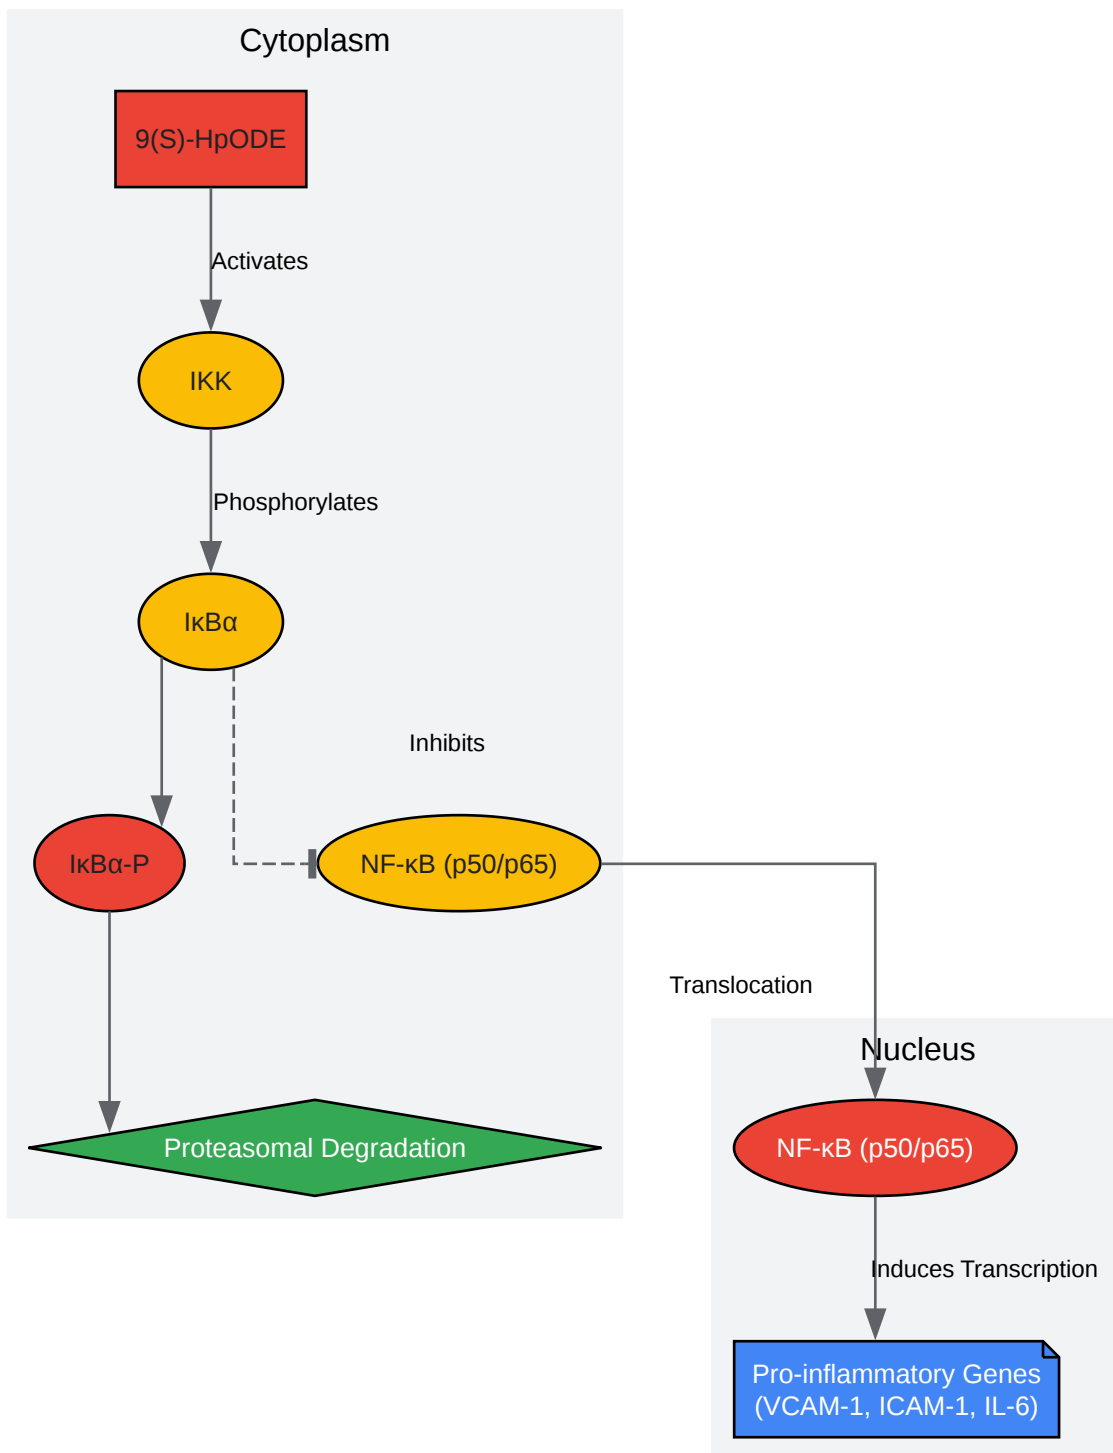 Cytoplasm
9(S)-HpODE
Activates
IKK
Phosphorylates
IκBα
Inhibits
IκBα-P
NF-κB (p50/p65)
Translocation
Nucleus
Proteasomal Degradation
NF-κB (p50/p65)
Induces Transcription
Pro-inflammatory Genes
(VCAM-1, ICAM-1, IL-6)